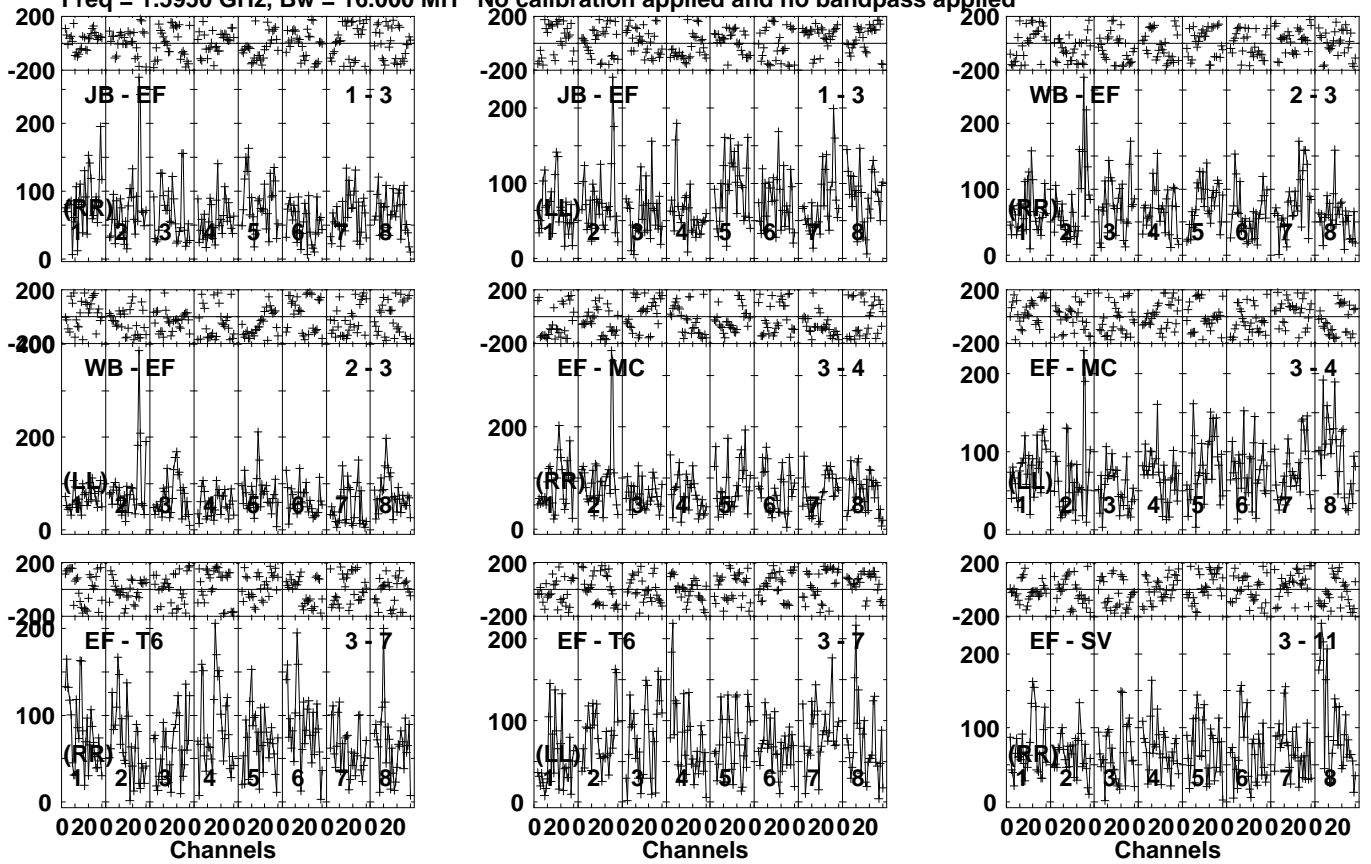 Freq = 1.5950 GHz, Bw = 16.000 MH No calibration applied and no bandpass applied
200 200 200
-200 -200 -200
JB - EF 1 - 3 JB - EF 1 - 3 WB - EF 2 - 3
200 200 200
100 100 100
(RR) (LL) (RR)
1 2 3 4 5 6 7 8 1 2 3 4 5 6 7 8 1 2 3 4 5 6 7 8
0 0 0
200 200 200
-200 -200 -200
400
WB - EF 2 - 3 EF - MC 3 - 4 EF - MC 3 - 4
200 200 200
100
(LL) (RR) (LL)
1 2 3 4 5 6 7 8 1 2 3 4 5 6 7 8 1 2 3 4 5 6 7 8
0 0 0
200 200 200
-200 -200 -200
200
EF - T6 3 - 7 EF - T6 3 - 7 EF - SV 3 - 11
200 200
100 100 100
(RR) (LL) (RR)
1 2 3 4 5 6 7 8 1 2 3 4 5 6 7 8 1 2 3 4 5 6 7 8
0 0 0
0 20 0 20 0 20 0 20 0 20 0 20 0 20 0 20 0 20 0 20 0 20 0 20 0 20 0 20 0 20 0 20 0 20 0 20 0 20 0 20 0 20 0 20 0 20 0 20
Channels Channels Channels